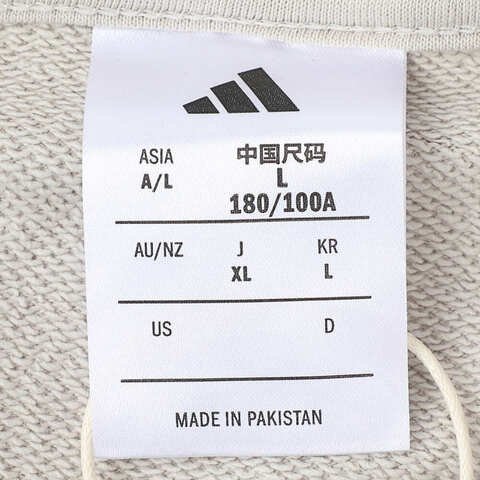 ASIA 中国尺码
A/L L
180/100A
AU/NZ J KR
XL L
US D
MADE IN PAKISTAN